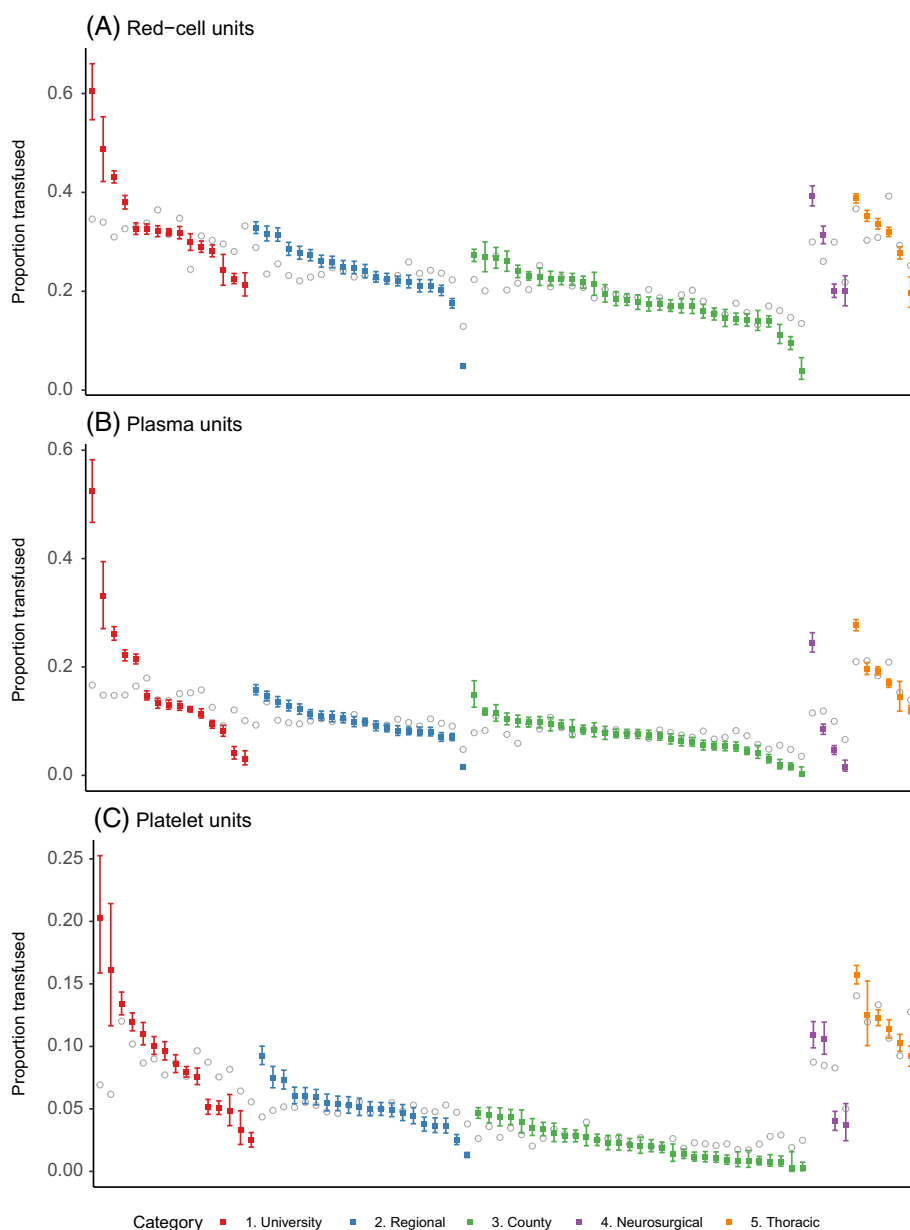 (A) Red-cell units
Proportion transfused
0.6
0.4
0.2
0.0
(B) Plasma units
Proportion transfused
0.6
0.4
0.2
0.0
(C) Platelet units
Proportion transfused
0.25
0.20
0.15
0.10
0.05
0.00
Category 1. University 2. Regional 3. County 4. Neurosurgical 5. Thoracic